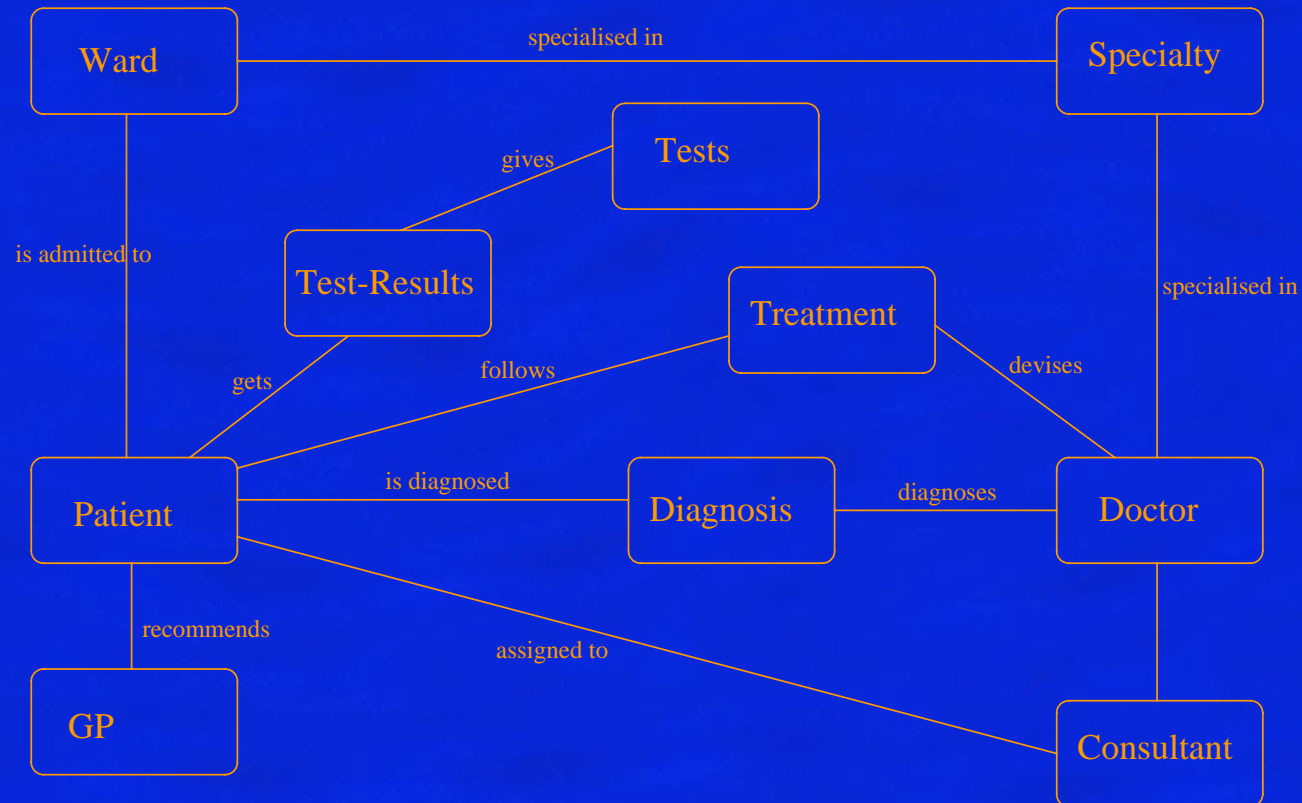 specialised in
Ward
Specialty
Tests
gives
is admitted to
Test-Results
specialised in
Treatment
follows
devises
gets
is diagnosed
diagnoses
Patient
Diagnosis
Doctor
recommends
assigned to
GP
Consultant